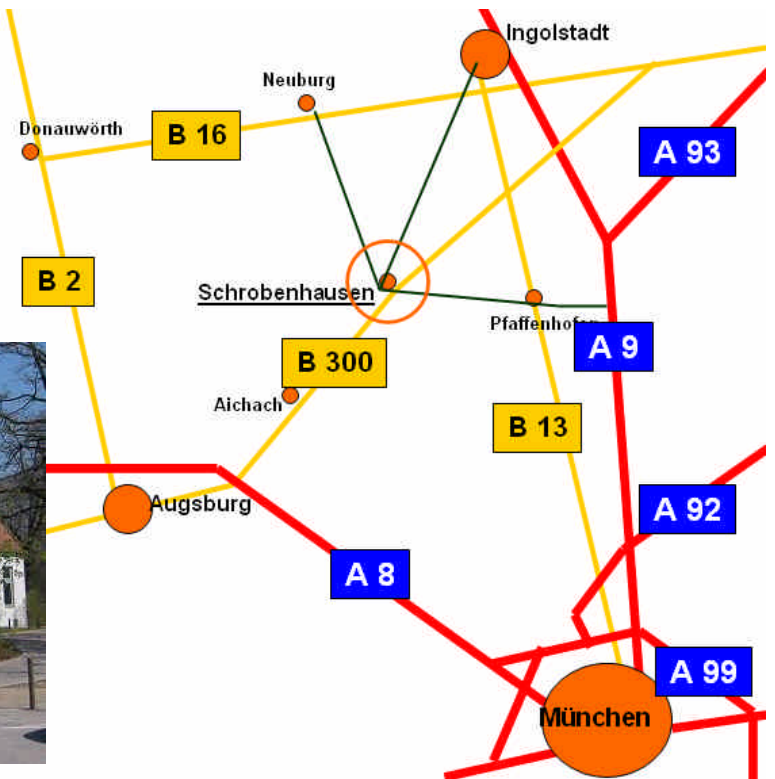 Ingolstadt
Neuburg
Donauwörth
B 16
A 93
B 2
Schrobenhausen
Pfaffenhofen
A 9
B 300
Aichach
B 13
Augsburg
A 92
A 8
A 99
München